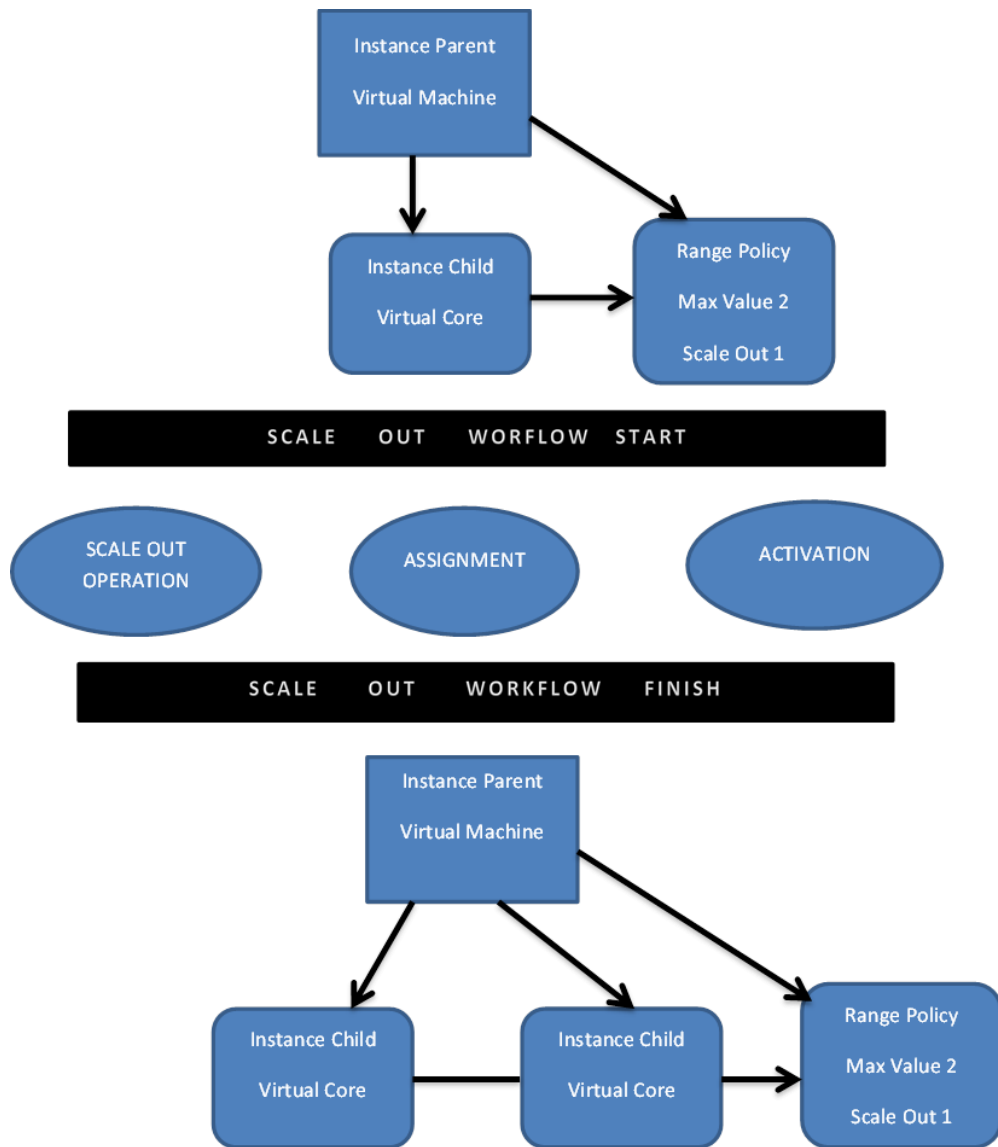 Instance Parent
Virtual Machine
Instance Child
Virtual Core
Range Policy
Max Value 2
Scale Out 1
SCALE OUT WORFLOW START
SCALE OUT
OPERATION
ASSIGNMENT
ACTIVATION
SCALE OUT WORKFLOW FINISH
Instance Parent
Virtual Machine
Instance Child
Virtual Core
Instance Child
Virtual Core
Range Policy
Max Value 2
Scale Out 1